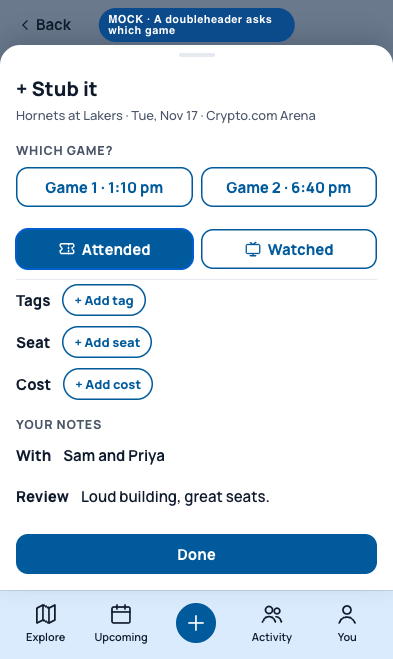 Back
MOCK · A doubleheader asks
which game
+ Stub it
Hornets at Lakers · Tue, Nov 17 · Crypto.com Arena
WHICH GAME?
Game 1 · 1:10 pm
Game 2 · 6:40 pm
Attended
Watched
Tags + Add tag
Seat + Add seat
Cost + Add cost
YOUR NOTES
With Sam and Priya
Review Loud building, great seats.
Done
Explore
Upcoming
Activity
You